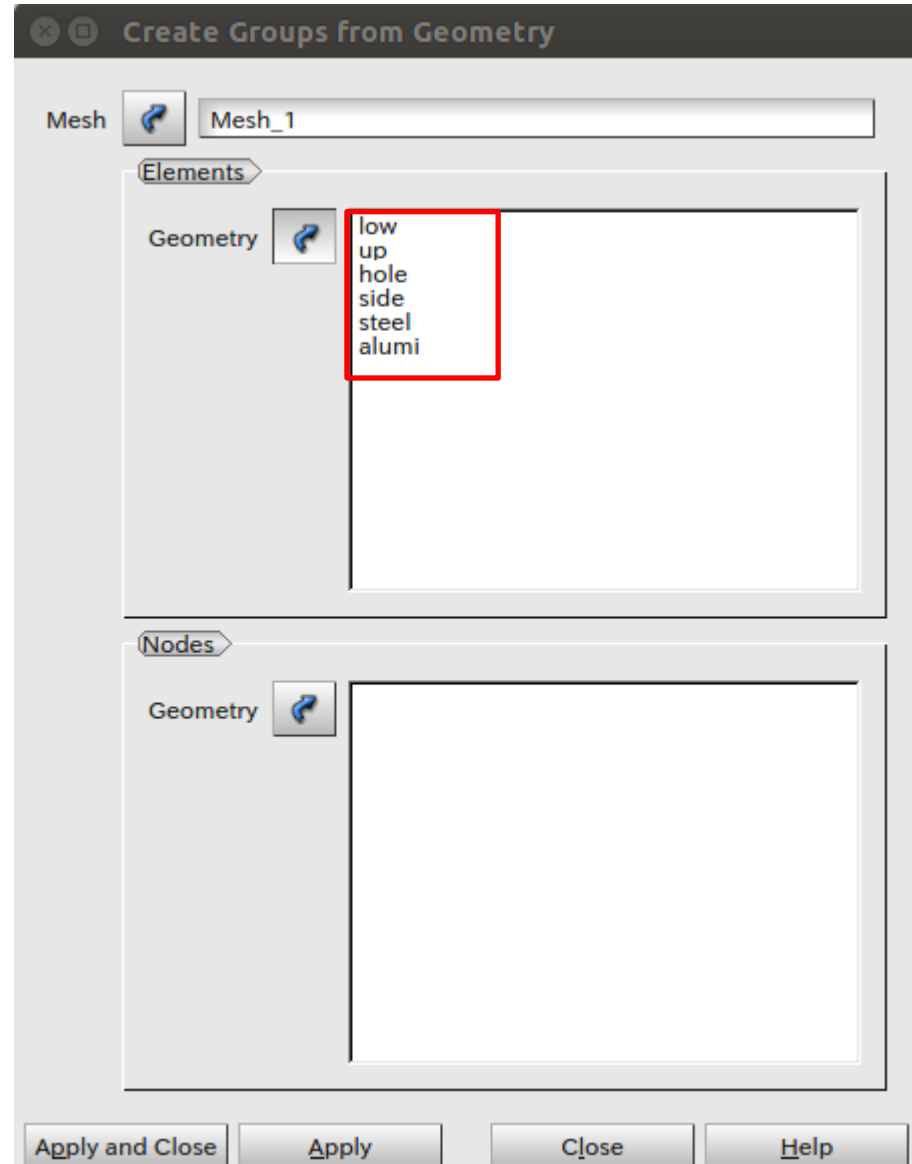 Create Groups from Geometry
Mesh Mesh_1
Elements
Geometry
low
up
hole
side
steel
alumi
Nodes
Geometry
Apply and Close Apply Close Help